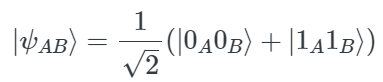 |ψ_AB⟩ = 1/√2 (|0_A0_B⟩ + |1_A1_B⟩)